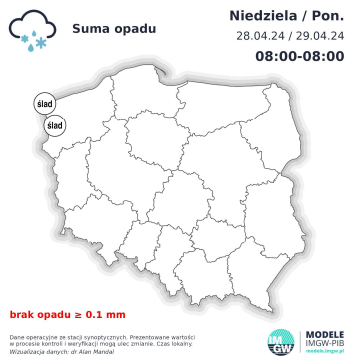 Suma opadu
Niedziela / Pon.
28.04.24 / 29.04.24
08:00-08:00
ślad
ślad
brak opadu ≥ 0.1 mm
Dane operacyjne ze stacji synoptycznych. Prezentowane wartości
w procesie kontroli i weryfikacji mogą ulec zmianie. Czas lokalny.
Wizualizacja danych: dr Alan Mandal
IM
GW
MODELE
IMGW-PIB
modele.imgw.pl